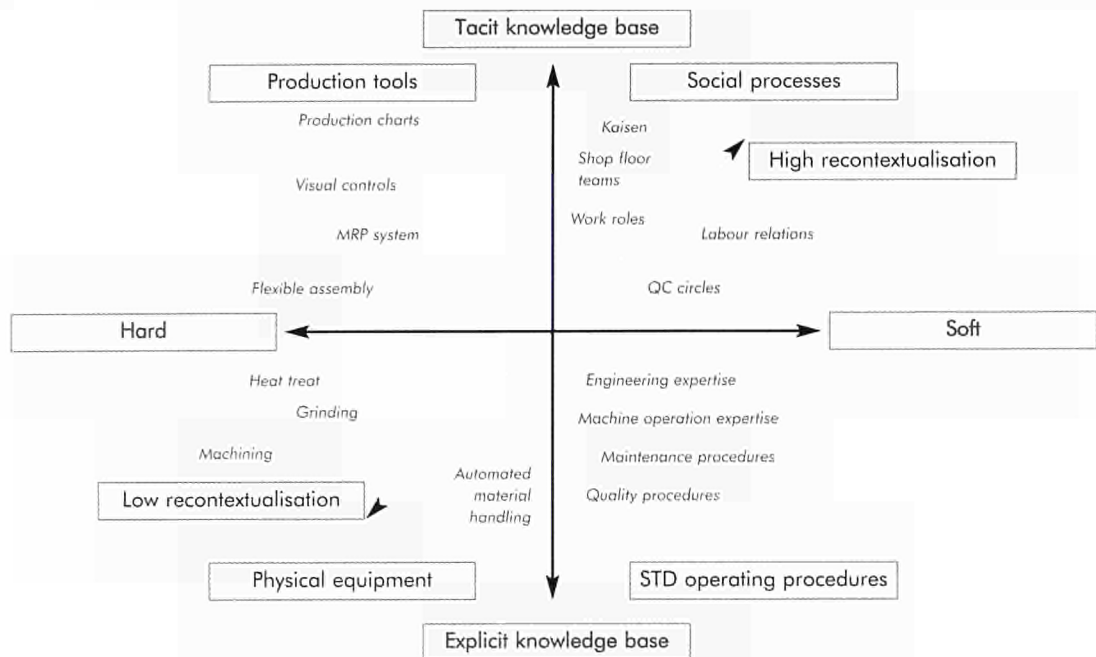 Tacit knowledge base
Production tools
Social processes
Production charts
Kaisen
High recontextualisation
Shop floor
teams
Visual controls
Work roles
MRP system
Labour relations
Flexible assembly
QC circles
Hard
Soft
Heat treat
Engineering expertise
Grinding
Machine operation expertise
Machining
Maintenance procedures
Automated
material
handling
Low recontextualisation
Quality procedures
Physical equipment
STD operating procedures
Explicit knowledge base